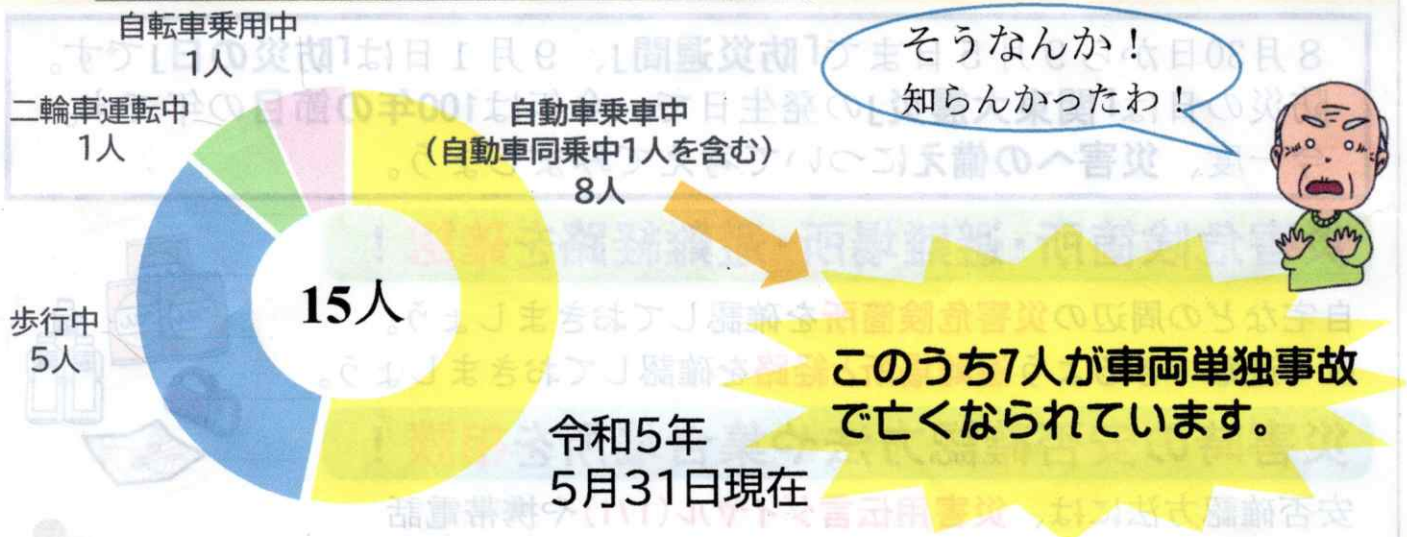 自転車乗用中
1人
そうなんか！
知らんかったわ！
二輪車運転中
1人
自動車乗車中
（自動車同乗中1人を含む）
8人
15人
歩行中
5人
このうち7人が車両単独事故
で亡くなられています。
令和5年
5月31日現在